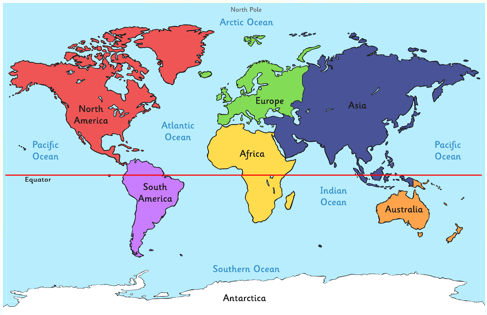 North Pole
Arctic Ocean
North
America
Europe
Asia
Atlantic
Ocean
Pacific
Ocean
Pacific
Ocean
Africa
Equator
South
America
Indian
Ocean
Australia
Southern Ocean
Antarctica